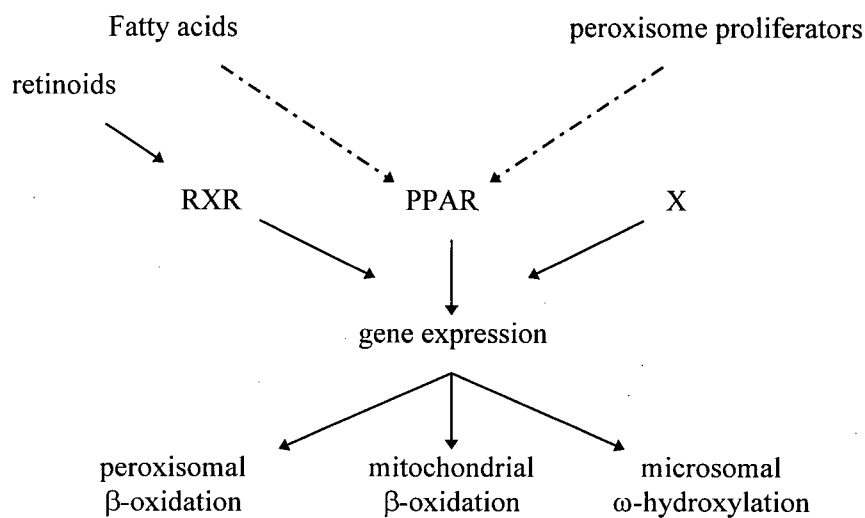 Fatty acids
peroxisome proliferators
retinoids
RXR
PPAR
X
gene expression
peroxisomal
β-oxidation
mitochondrial
β-oxidation
microsomal
ω-hydroxylation